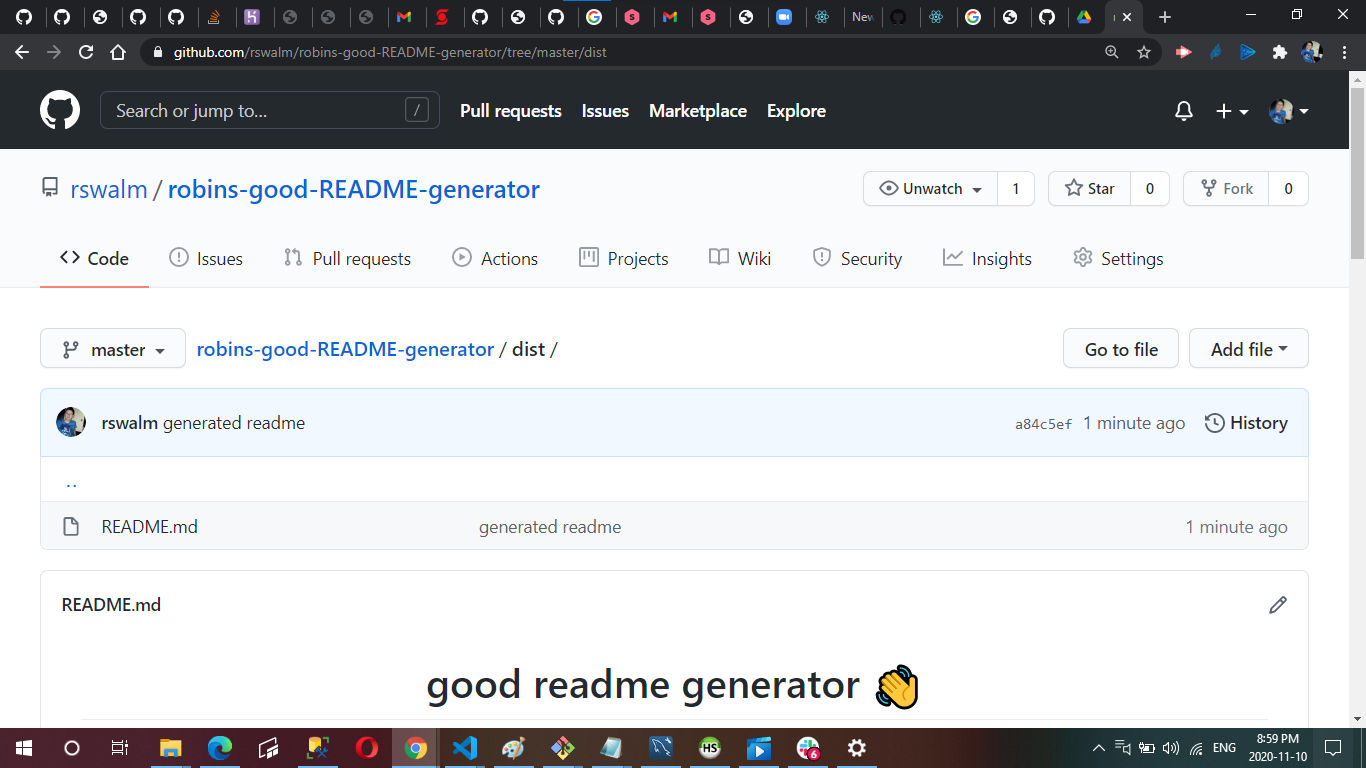 New
github.com/rswalm/robins-good-README-generator/tree/master/dist
Search or jump to... /
Pull requests Issues Marketplace Explore
rswalm / robins-good-README-generator
Unwatch 1 Star 0 Fork 0
Code Issues Pull requests Actions Projects Wiki Security Insights Settings
master robins-good-README-generator / dist / Go to file Add file
rswalm generated readme a84c5ef 1 minute ago History
..
README.md generated readme 1 minute ago
README.md
good readme generator 👋
8:59 PM
ENG
2020-11-10
HS
6